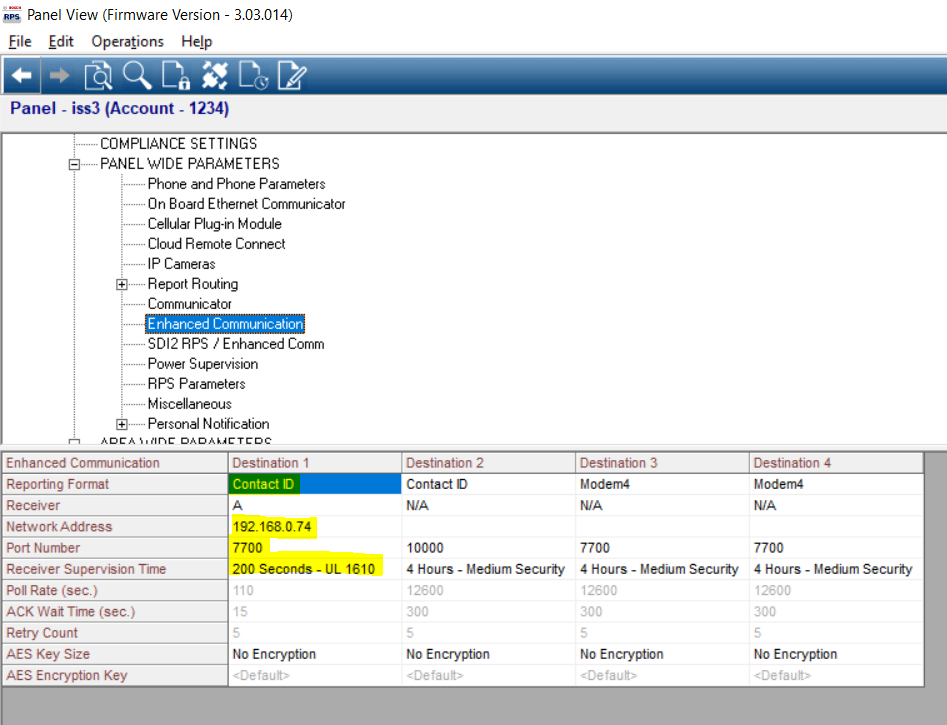 BOSCH
RPS
Panel View (Firmware Version - 3.03.014)
File Edit Operations Help
Panel - iss3 (Account - 1234)
COMPLIANCE SETTINGS
PANEL WIDE PARAMETERS
Phone and Phone Parameters
On Board Ethernet Communicator
Cellular Plug-in Module
Cloud Remote Connect
IP Cameras
Report Routing
Communicator
Enhanced Communication
SDI2 RPS / Enhanced Comm
Power Supervision
RPS Parameters
Miscellaneous
Personal Notification
AREA WIDE PARAMETERS
Enhanced Communication Destination 1 Destination 2 Destination 3 Destination 4
Reporting Format Contact ID Contact ID Modem4 Modem4
Receiver A N/A N/A N/A
Network Address 192.168.0.74
Port Number 7700 10000 7700 7700
Receiver Supervision Time 200 Seconds - UL 1610 4 Hours - Medium Security 4 Hours - Medium Security 4 Hours - Medium Security
Poll Rate (sec.) 110 12600 12600 12600
ACK Wait Time (sec.) 15 300 300 300
Retry Count 5 5 5 5
AES Key Size No Encryption No Encryption No Encryption No Encryption
AES Encryption Key <Default> <Default> <Default> <Default>